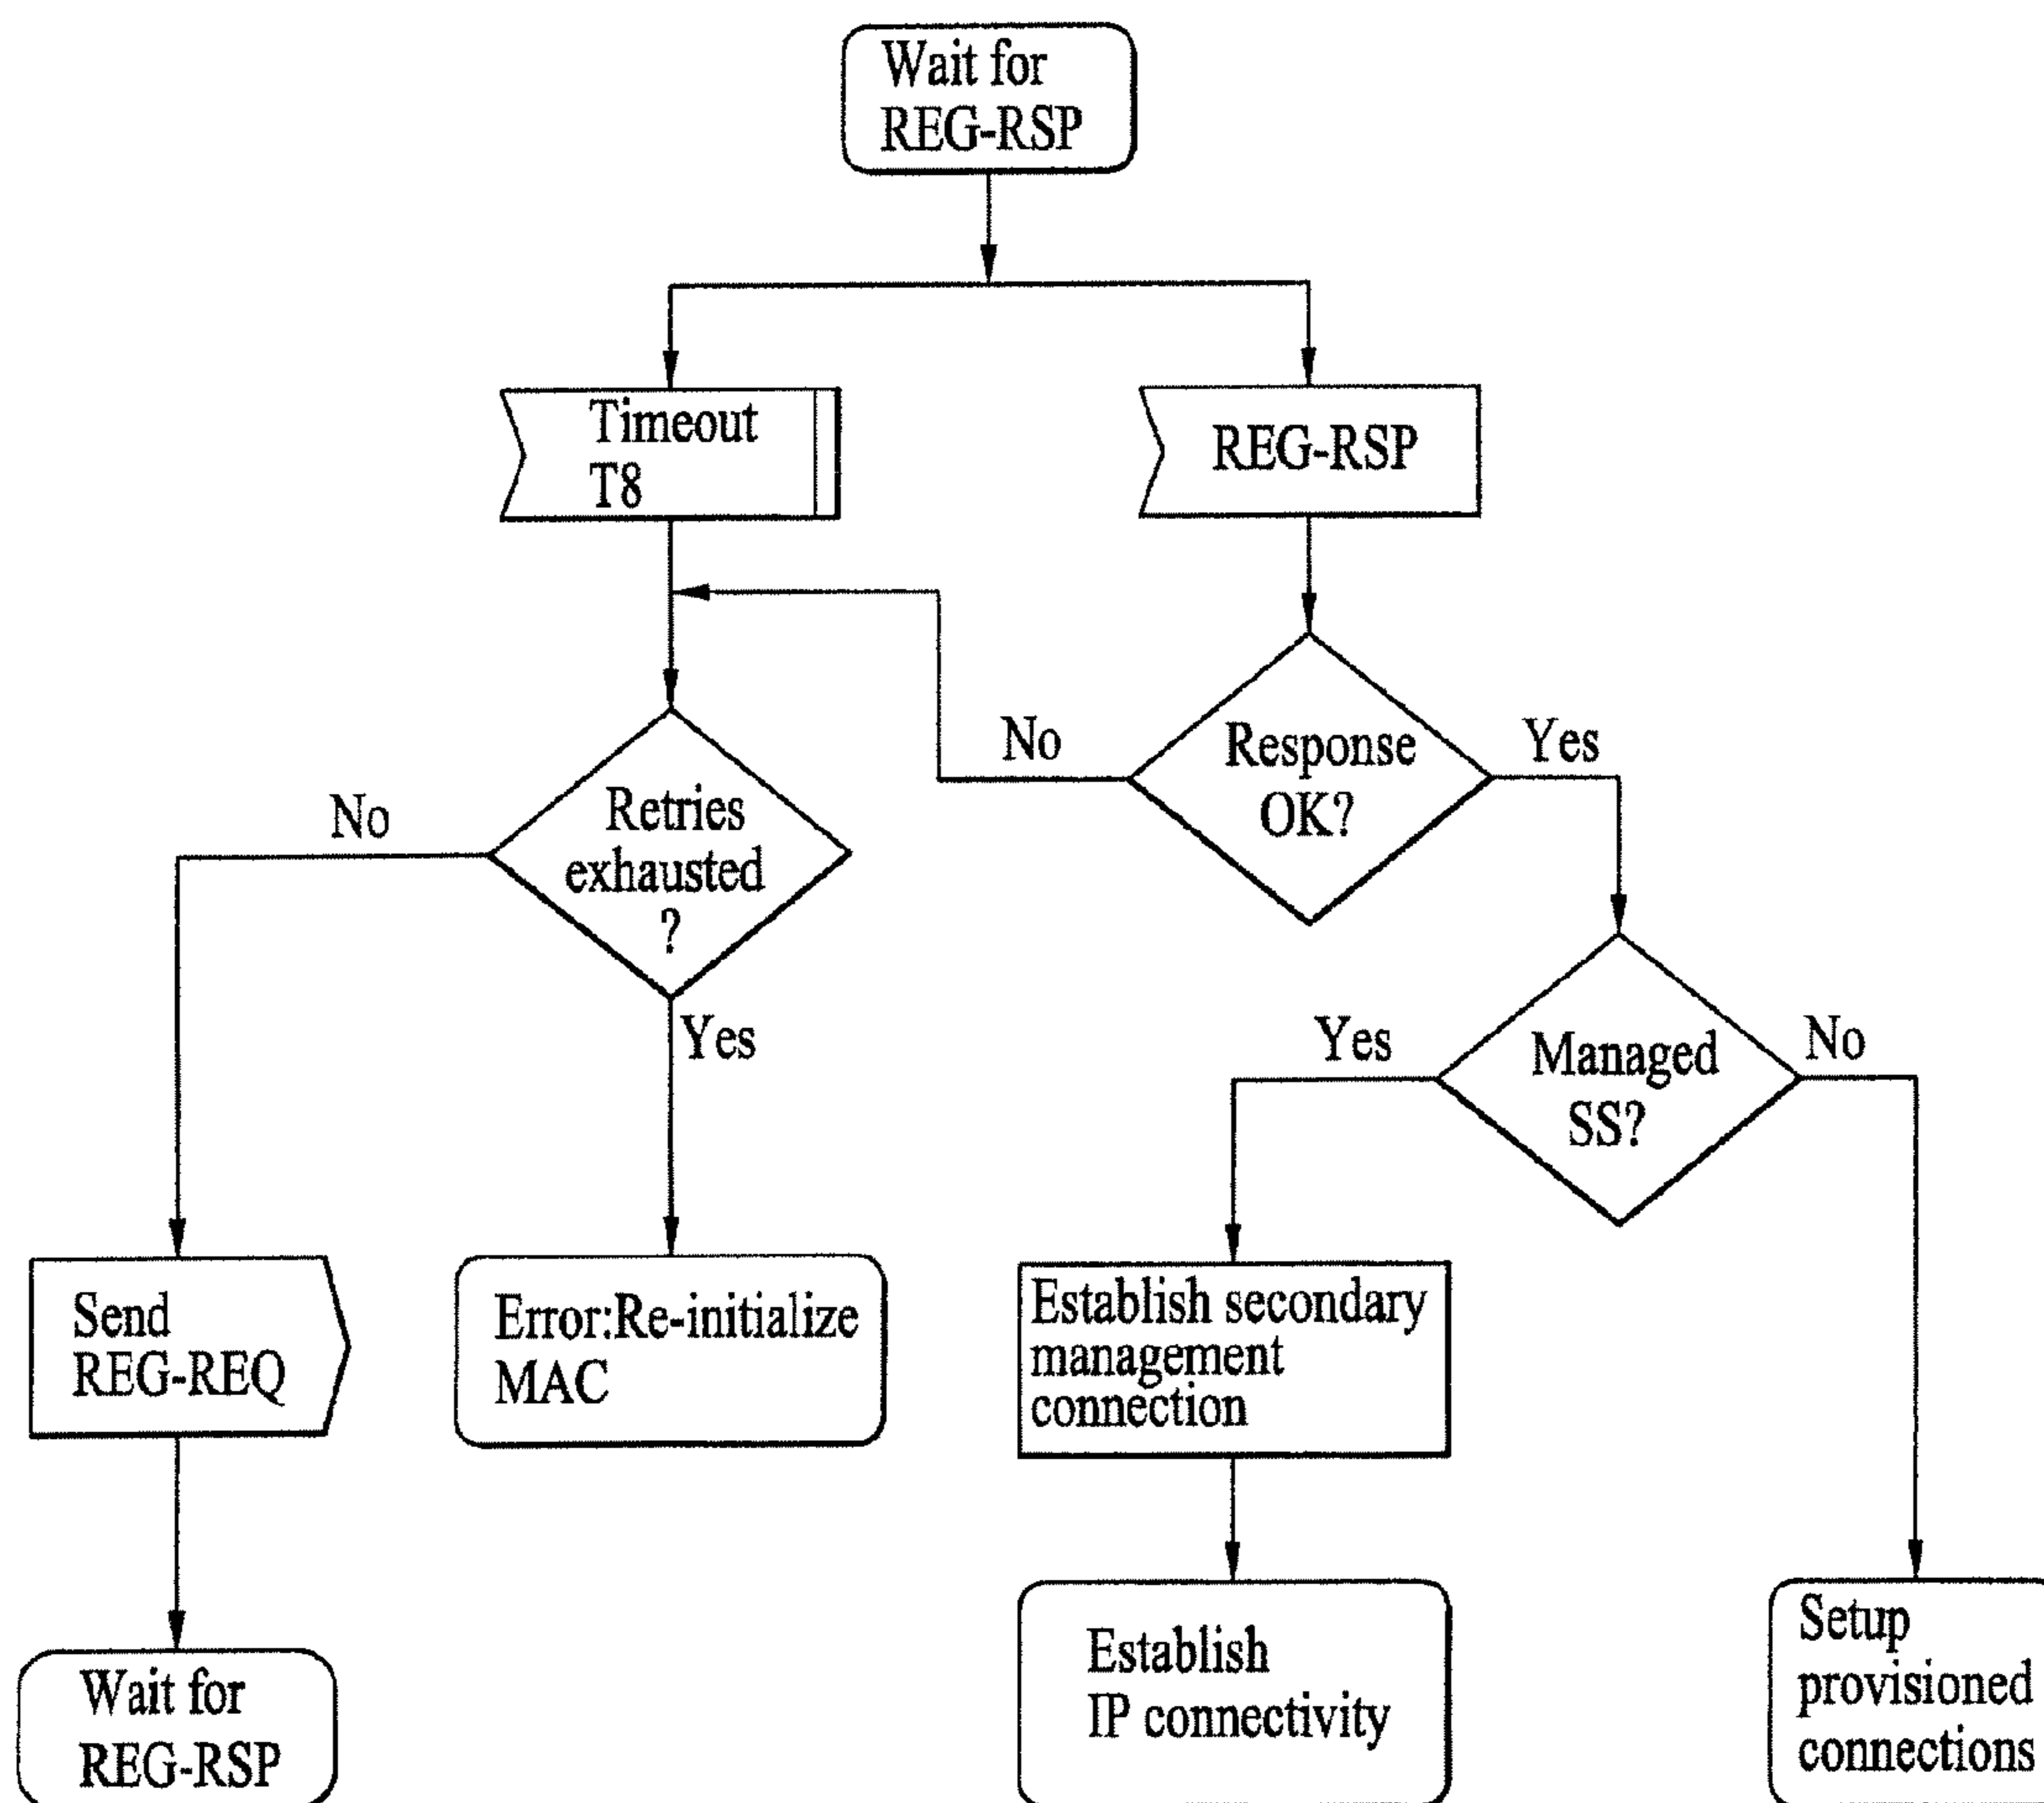 Wait for
REG-RSP
Timeout
T8
REG-RSP
No
Response
OK?
Yes
No
Retries
exhausted
?
Yes
Yes
Managed
SS?
No
Send
REG-REQ
Error:Re-initialize
MAC
Establish secondary
management
connection
Wait for
REG-RSP
Establish
IP connectivity
Setup
provisioned
connections